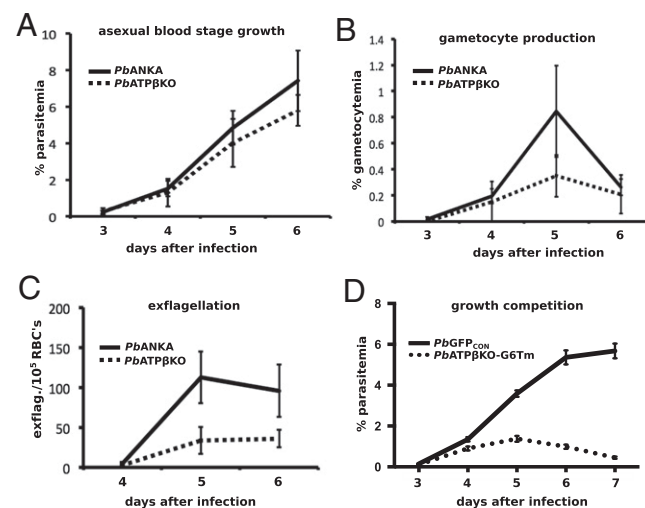 A
asexual blood stage growth
10
8
6
4
2
0
% parasitemia
PbANKA
PbATPβKO
3 4 5 6
days after infection
B
gametocyte production
1.4
1.2
1
0.8
0.6
0.4
0.2
0
% gametocytemia
PbANKA
PbATPβKO
3 4 5 6
days after infection
C
exflagellation
200
150
100
50
0
exflag./10⁵ RBC's
PbANKA
PbATPβKO
4 5 6
days after infection
D
growth competition
8
6
4
2
0
% parasitemia
PbGFPCON
PbATPβKO-G6Tm
3 4 5 6 7
days after infection